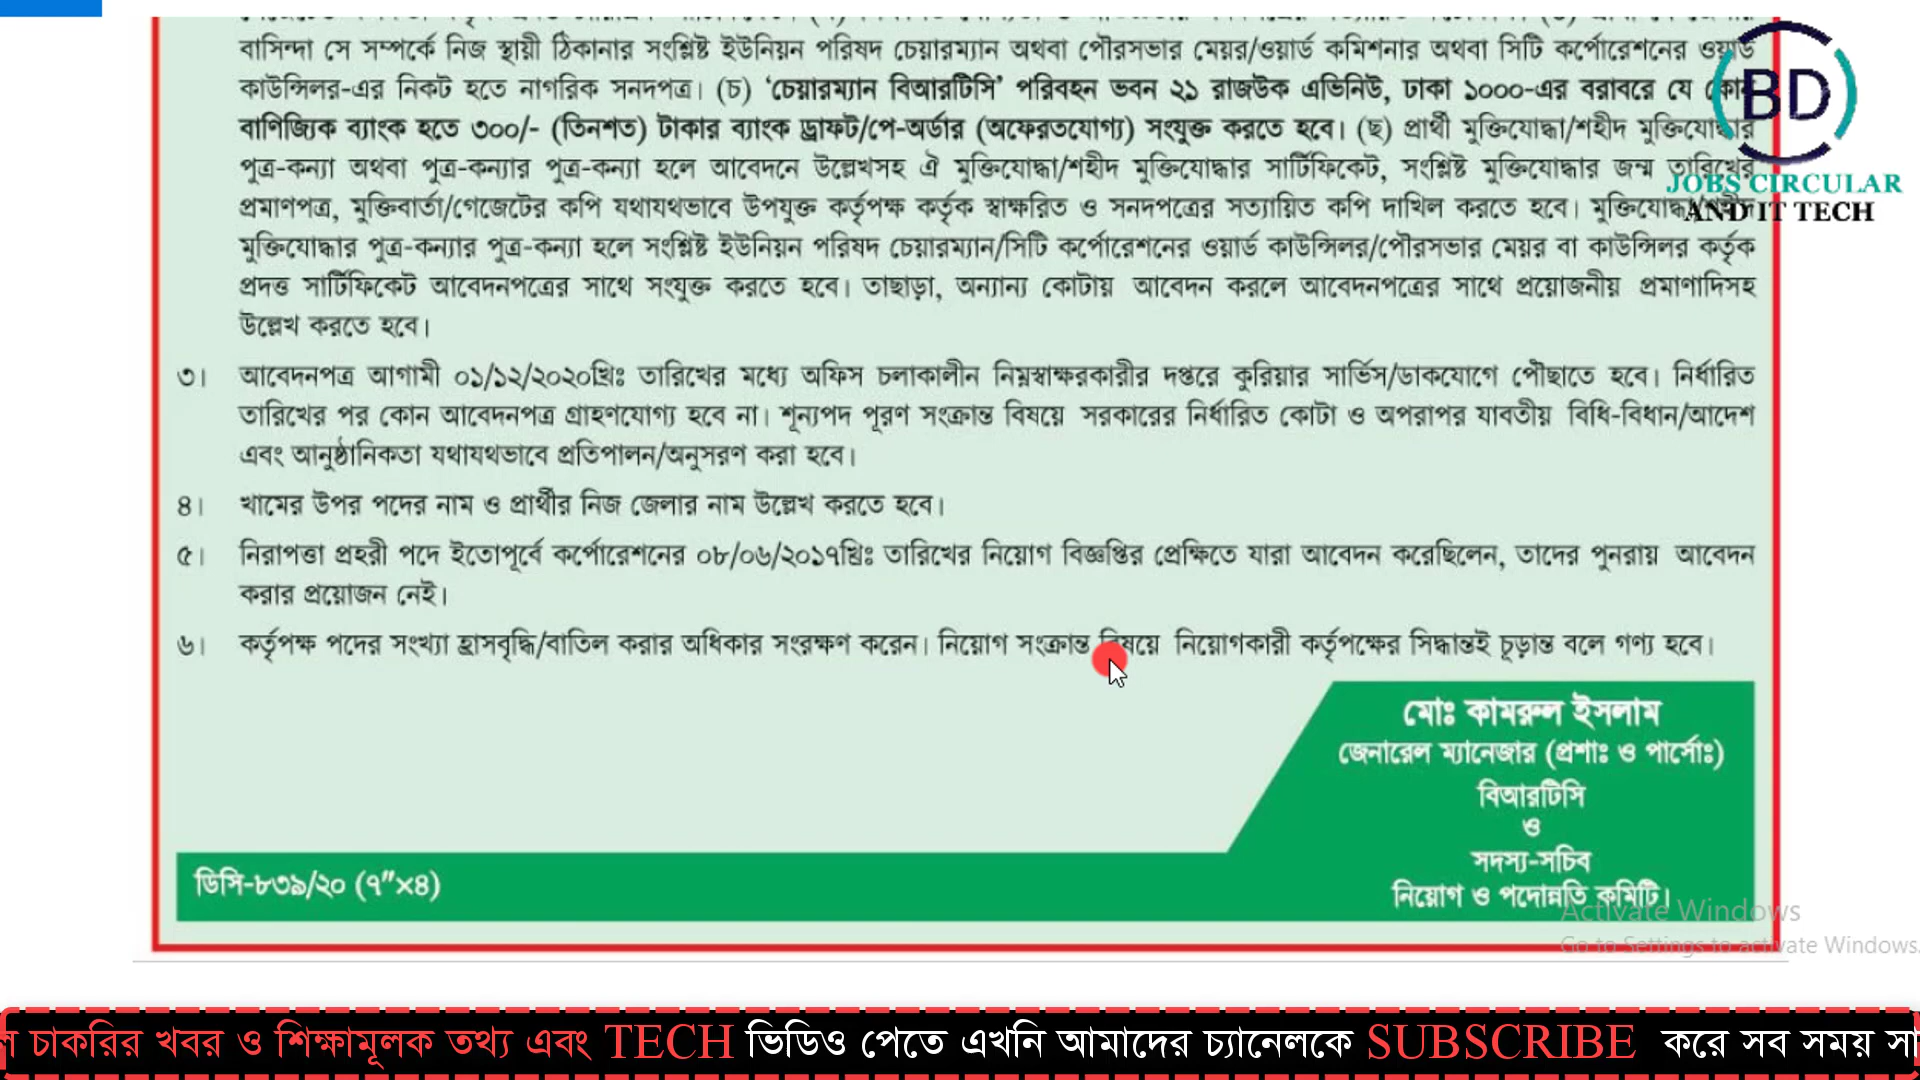 বাসিন্দা সে সম্পর্কে নিজ স্থায়ী ঠিকানার সংশ্লিষ্ট ইউনিয়ন পরিষদ চেয়ারম্যান অথবা পৌরসভার মেয়র/ওয়ার্ড কমিশনার অথবা সিটি কর্পোরেশনের ওয়ার্ড
কাউন্সিলর-এর নিকট হতে নাগরিক সনদপত্র। (চ) ‘চেয়ারম্যান বিআরটিসি’ পরিবহন ভবন ২১ রাজউক এভিনিউ, ঢাকা ১০০০-এর বরাবরে যে কোন
বাণিজ্যিক ব্যাংক হতে ৩০০/- (তিনশত) টাকার ব্যাংক ড্রাফট/পে-অর্ডার (অফেরতযোগ্য) সংযুক্ত করতে হবে। (ছ) প্রার্থী মুক্তিযোদ্ধা/শহীদ মুক্তিযোদ্ধার
পুত্র-কন্যা অথবা পুত্র-কন্যার পুত্র-কন্যা হলে আবেদনে উল্লেখসহ ঐ মুক্তিযোদ্ধা/শহীদ মুক্তিযোদ্ধার সার্টিফিকেট, সংশ্লিষ্ট মুক্তিযোদ্ধার জন্ম তারিখের
প্রমাণপত্র, মুক্তিবার্তা/গেজেটের কপি যথাযথভাবে উপযুক্ত কর্তৃপক্ষ কর্তৃক স্বাক্ষরিত ও সনদপত্রের সত্যায়িত কপি দাখিল করতে হবে। মুক্তিযোদ্ধা/শহীদ
মুক্তিযোদ্ধার পুত্র-কন্যার পুত্র-কন্যা হলে সংশ্লিষ্ট ইউনিয়ন পরিষদ চেয়ারম্যান/সিটি কর্পোরেশনের ওয়ার্ড কাউন্সিলর/পৌরসভার মেয়র বা কাউন্সিলর কর্তৃক
প্রদত্ত সার্টিফিকেট আবেদনপত্রের সাথে সংযুক্ত করতে হবে। তাছাড়া, অন্যান্য কোটায় আবেদন করলে আবেদনপত্রের সাথে প্রয়োজনীয় প্রমাণাদিসহ
উল্লেখ করতে হবে।
৩। আবেদনপত্র আগামী ০১/১২/২০২০খ্রিঃ তারিখের মধ্যে অফিস চলাকালীন নিম্নস্বাক্ষরকারীর দপ্তরে কুরিয়ার সার্ভিস/ডাকযোগে পৌঁছাতে হবে। নির্ধারিত
তারিখের পর কোন আবেদনপত্র গ্রাহণযোগ্য হবে না। শূন্যপদ পূরণ সংক্রান্ত বিষয়ে সরকারের নির্ধারিত কোটা ও অপরাপর যাবতীয় বিধি-বিধান/আদেশ
এবং আনুষ্ঠানিকতা যথাযথভাবে প্রতিপালন/অনুসরণ করা হবে।
৪। খামের উপর পদের নাম ও প্রার্থীর নিজ জেলার নাম উল্লেখ করতে হবে।
৫। নিরাপত্তা প্রহরী পদে ইতোপূর্বে কর্পোরেশনের ০৮/০৬/২০১৭খ্রিঃ তারিখের নিয়োগ বিজ্ঞপ্তির প্রেক্ষিতে যারা আবেদন করেছিলেন, তাদের পুনরায় আবেদন
করার প্রয়োজন নেই।
৬। কর্তৃপক্ষ পদের সংখ্যা হ্রাসবৃদ্ধি/বাতিল করার অধিকার সংরক্ষণ করেন। নিয়োগ সংক্রান্ত বিষয়ে নিয়োগকারী কর্তৃপক্ষের সিদ্ধান্তই চূড়ান্ত বলে গণ্য হবে।
মোঃ কামরুল ইসলাম
জেনারেল ম্যানেজার (প্রশাঃ ও পার্সোঃ)
বিআরটিসি
ও
সদস্য-সচিব
নিয়োগ ও পদোন্নতি কমিটি।
ডিসি-৮৩৯/২০ (৭"×৪)
BD
JOBS CIRCULAR
AND IT TECH
Activate Windows
Go to Settings to activate Windows.
চাকরির খবর ও শিক্ষামূলক তথ্য এবং TECH ভিডিও পেতে এখনি আমাদের চ্যানেলকে SUBSCRIBE করে সব সময় সা